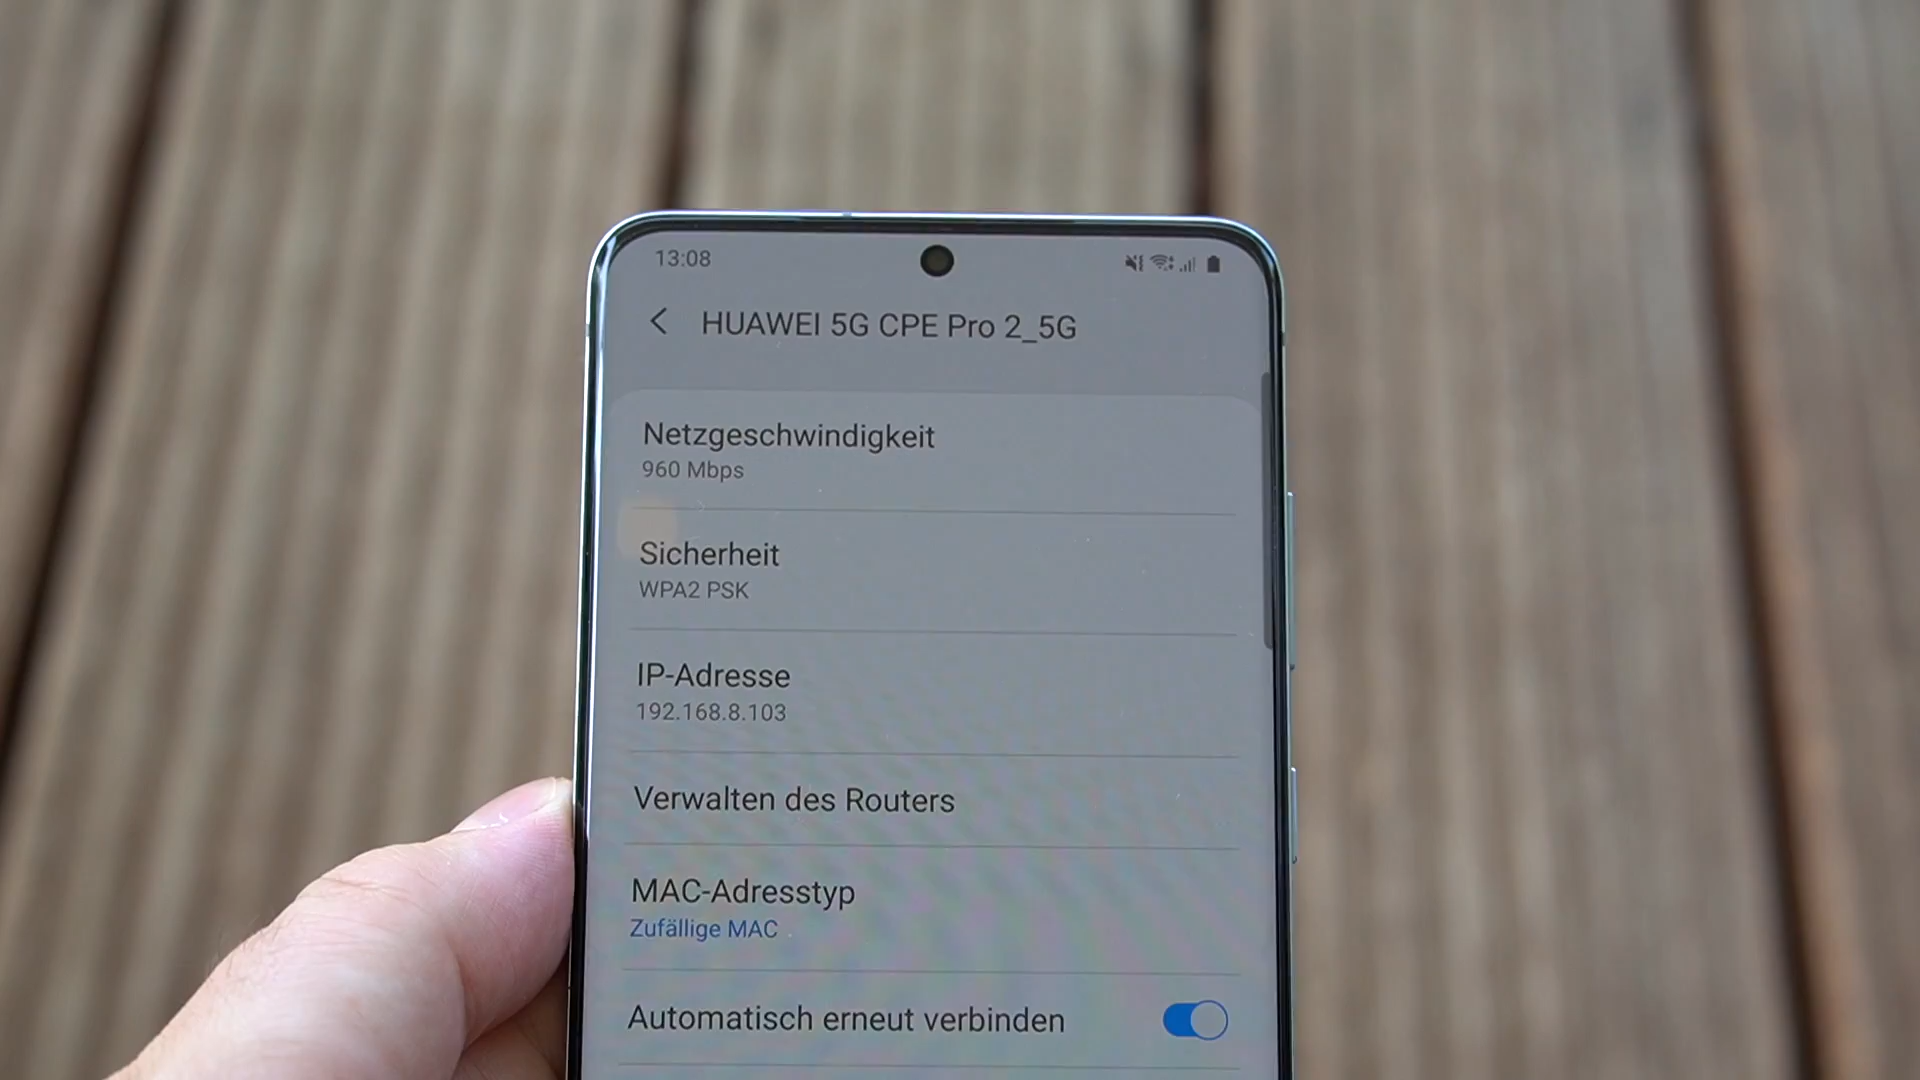 13:08
HUAWEI 5G CPE Pro 2_5G
Netzgeschwindigkeit
960 Mbps
Sicherheit
WPA2 PSK
IP-Adresse
192.168.8.103
Verwalten des Routers
MAC-Adresstyp
Zufällige MAC
Automatisch erneut verbinden